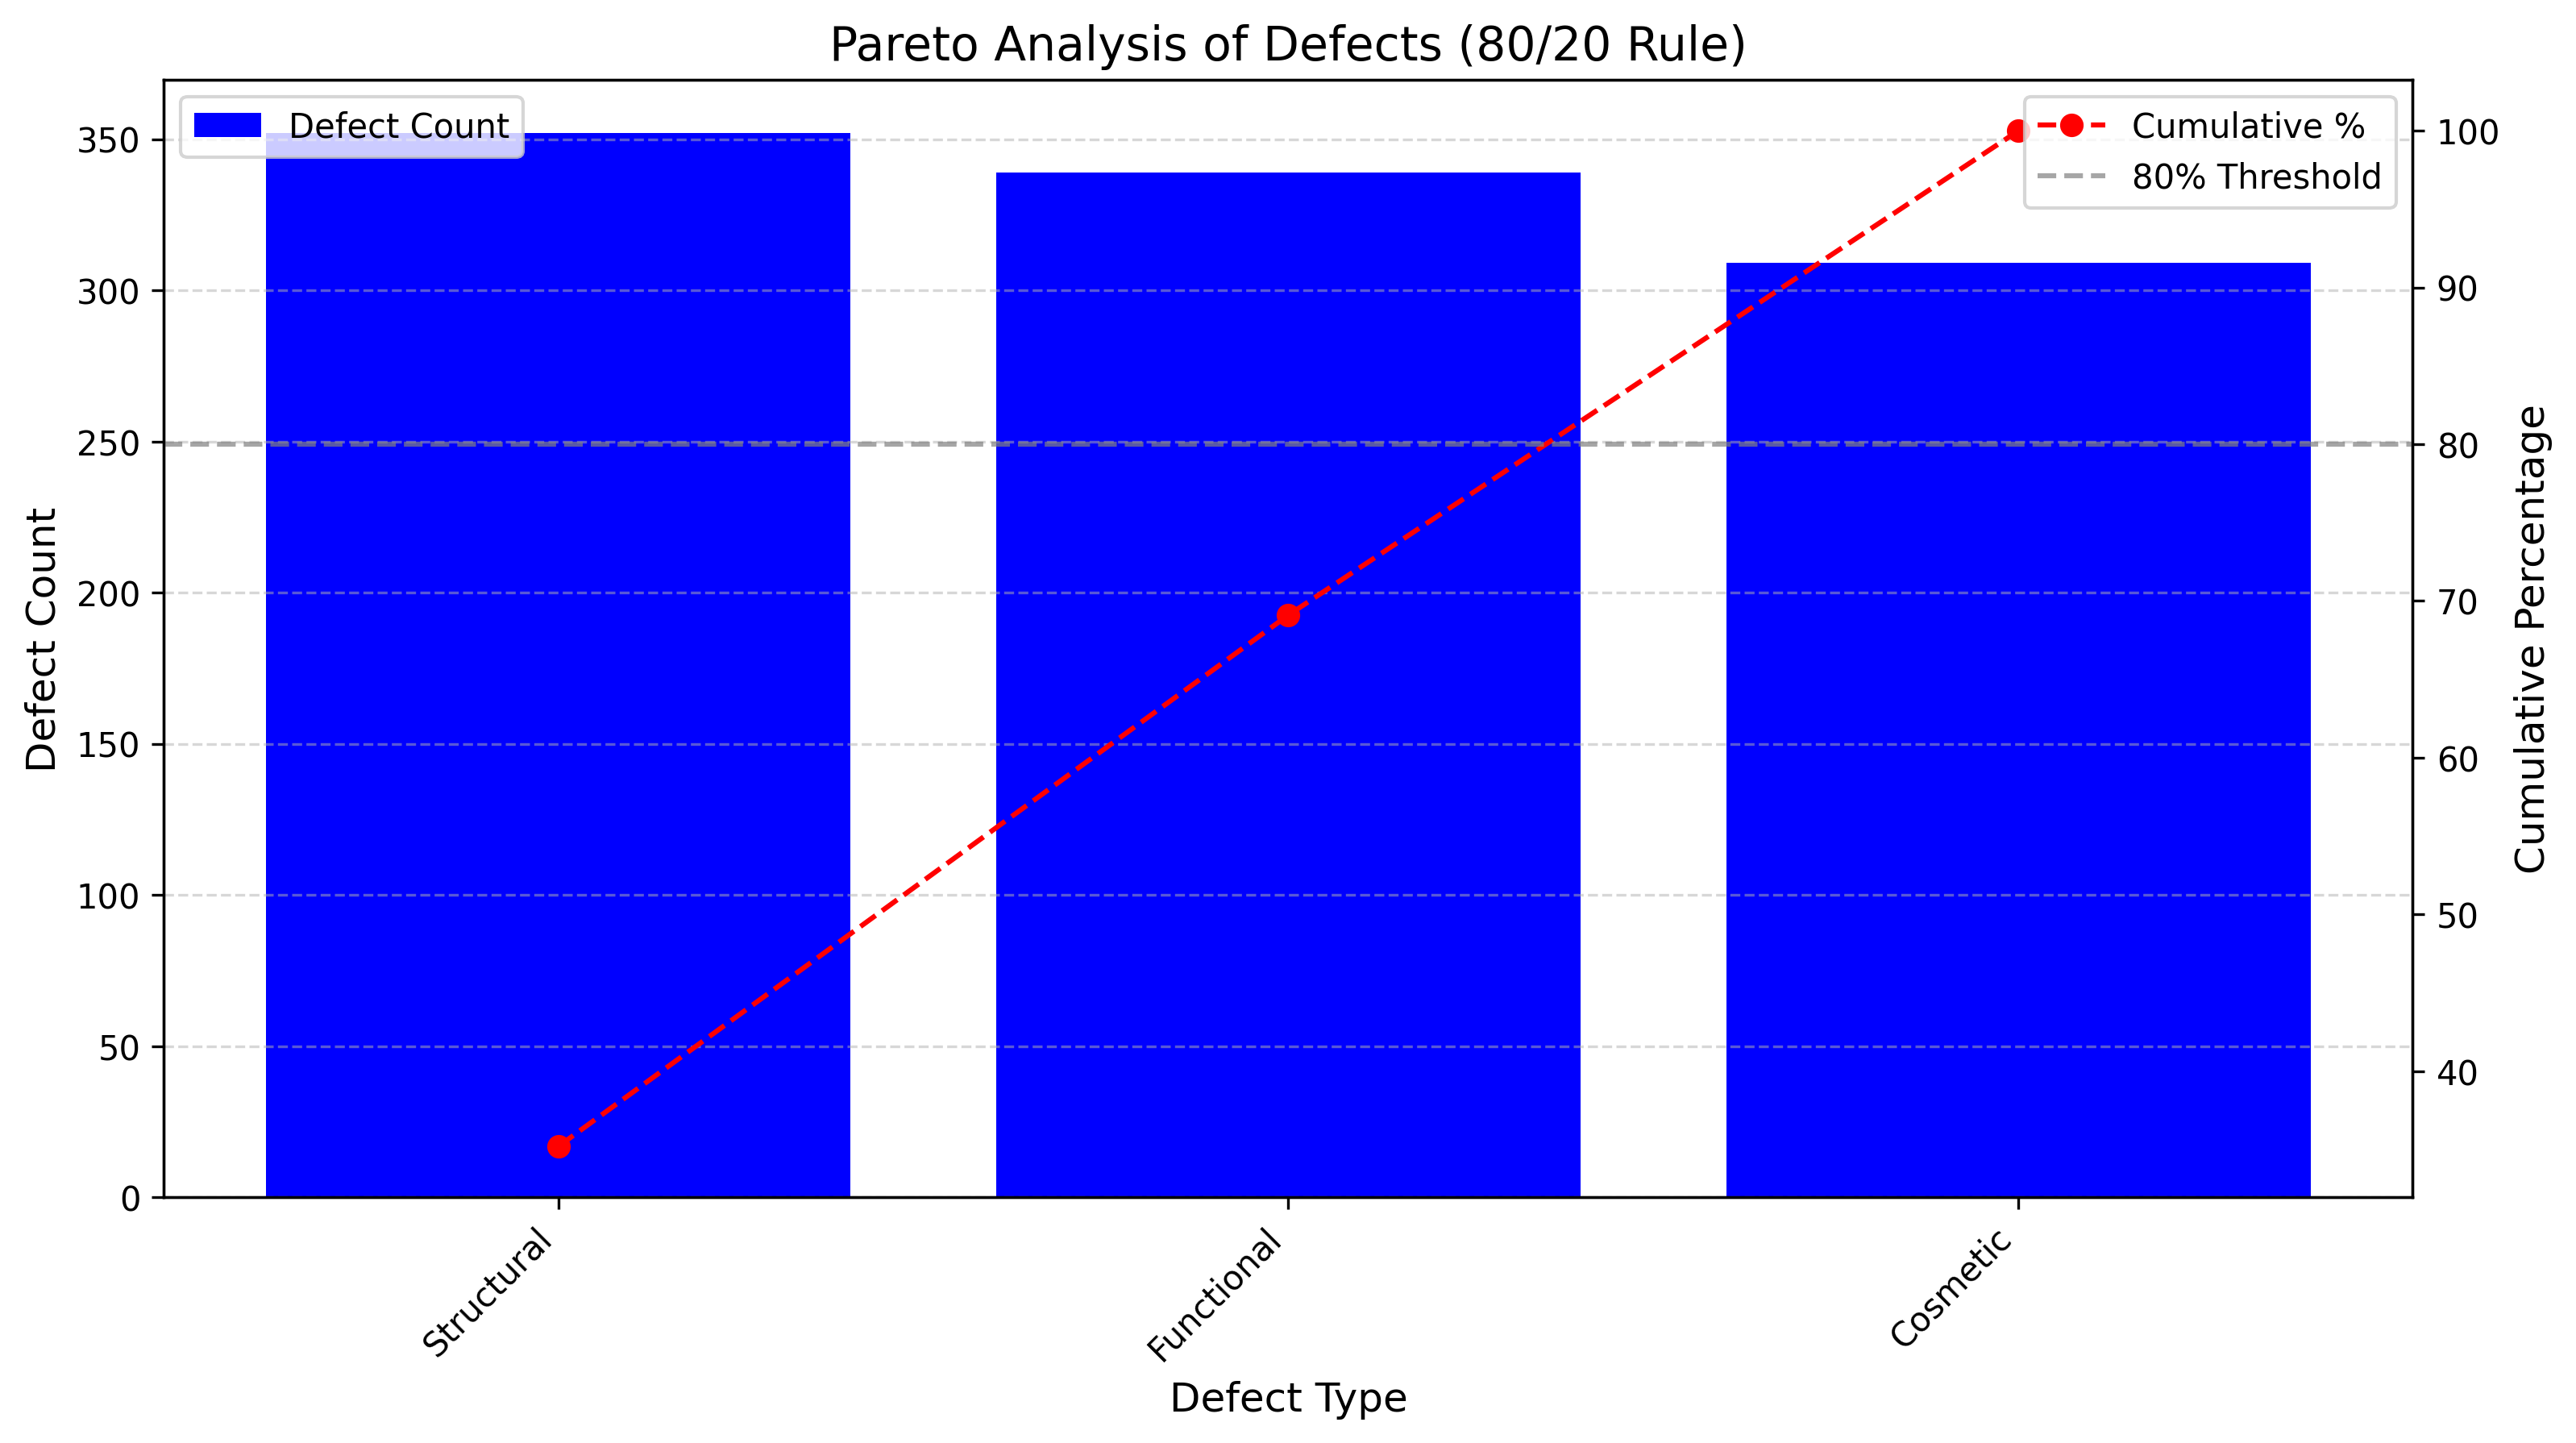 Pareto Analysis of Defects (80/20 Rule)
Defect Count
Cumulative %
80% Threshold
350
300
250
200
150
100
50
0
Defect Count
100
90
80
70
60
50
40
Cumulative Percentage
Structural
Functional
Cosmetic
Defect Type